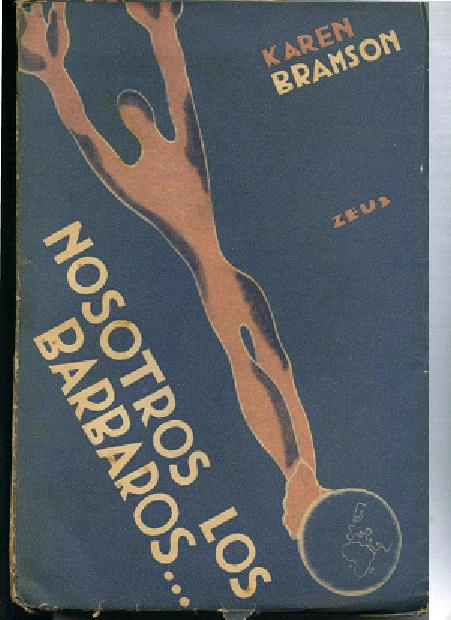 KAREN
BRAMSON
ZEUS
NOSOTROS LOS
BARBAROS...